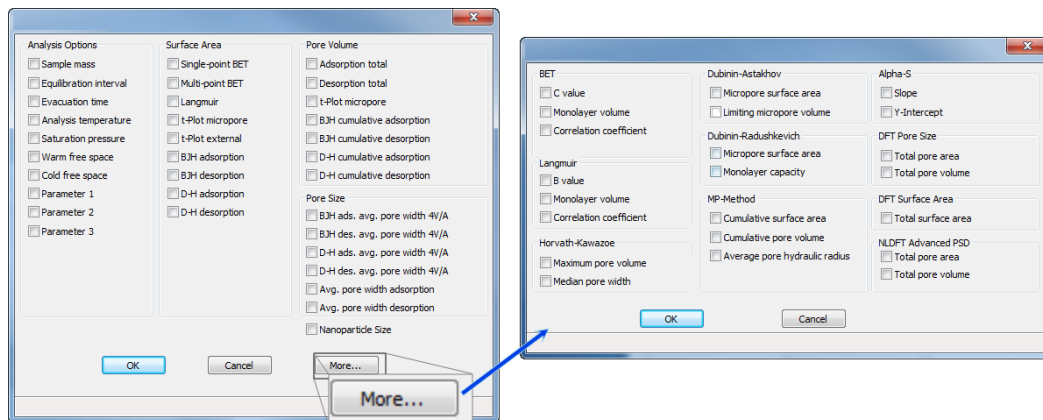 Analysis Options
Sample mass
Equilibration interval
Evacuation time
Analysis temperature
Saturation pressure
Warm free space
Cold free space
Parameter 1
Parameter 2
Parameter 3
Surface Area
Single-point BET
Multi-point BET
Langmuir
t-Plot micropore
t-Plot external
BJH adsorption
BJH desorption
D-H adsorption
D-H desorption
Pore Volume
Adsorption total
Desorption total
t-Plot micropore
BJH cumulative adsorption
BJH cumulative desorption
D-H cumulative adsorption
D-H cumulative desorption
Pore Size
BJH ads. avg. pore width 4V/A
BJH des. avg. pore width 4V/A
D-H ads. avg. pore width 4V/A
D-H des. avg. pore width 4V/A
Avg. pore width adsorption
Avg. pore width desorption
Nanoparticle Size
OK
Cancel
More...
More...
BET
C value
Monolayer volume
Correlation coefficient
Langmuir
B value
Monolayer volume
Correlation coefficient
Horvath-Kawazoe
Maximum pore volume
Median pore width
Dubinin-Astakhov
Micropore surface area
Limiting micropore volume
Dubinin-Radushkevich
Micropore surface area
Monolayer capacity
MP-Method
Cumulative surface area
Cumulative pore volume
Average pore hydraulic radius
Alpha-S
Slope
Y-Intercept
DFT Pore Size
Total pore area
Total pore volume
DFT Surface Area
Total surface area
NLDFT Advanced PSD
Total pore area
Total pore volume
OK
Cancel